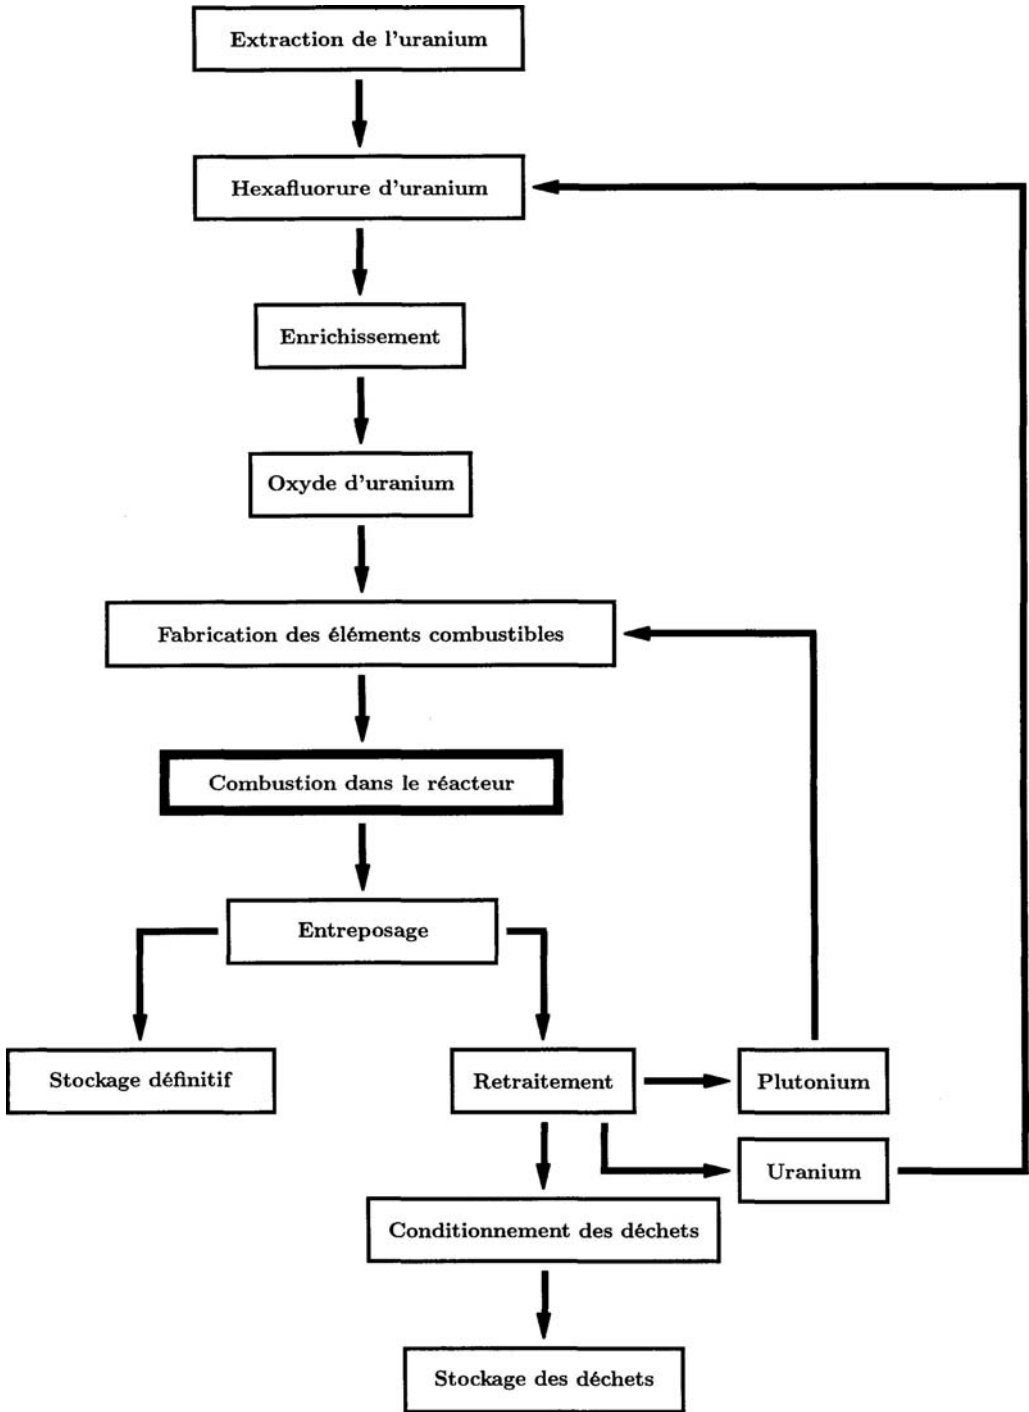 Extraction de l'uranium
Hexafluorure d'uranium
Enrichissement
Oxyde d'uranium
Fabrication des éléments combustibles
Combustion dans le réacteur
Entreposage
Stockage définitif
Retraitement
Plutonium
Uranium
Conditionnement des déchets
Stockage des déchets